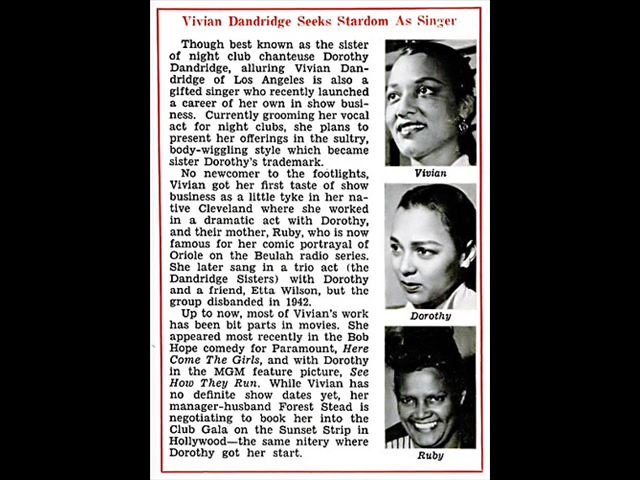 Vivian Dandridge Seeks Stardom As Singer
Though best known as the sister
of night club chanteuse Dorothy
Dandridge, alluring Vivian Dan-
dridge of Los Angeles is also a
gifted singer who recently launched
a career of her own in show busi-
ness. Currently grooming her vocal
act for night clubs, she plans to
present her offerings in the sultry,
body-wiggling style which became
sister Dorothy's trademark.
No newcomer to the footlights,
Vivian got her first taste of show
business as a little tyke in her na-
tive Cleveland where she worked
in a dramatic act with Dorothy,
and their mother, Ruby, who is now
famous for her comic portrayal of
Oriole on the Beulah radio series.
She later sang in a trio act (the
Dandridge Sisters) with Dorothy
and a friend, Etta Wilson, but the
group disbanded in 1942.
Up to now, most of Vivian's work
has been bit parts in movies. She
appeared most recently in the Bob
Hope comedy for Paramount, Here
Come The Girls, and with Dorothy
in the MGM feature picture, See
How They Run. While Vivian has
no definite show dates yet, her
manager-husband Forest Stead is
negotiating to book her into the
Club Gala on the Sunset Strip in
Hollywood—the same nitery where
Dorothy got her start.
Vivian
Dorothy
Ruby